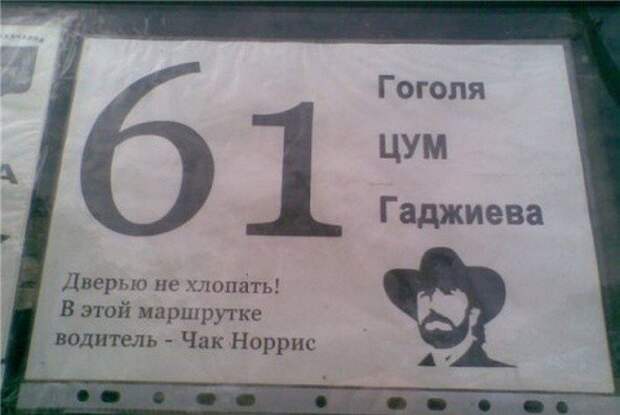 61
Гоголя
ЦУМ
Гаджиева
Дверью не хлопать!
В этой маршрутке
водитель - Чак Норрис